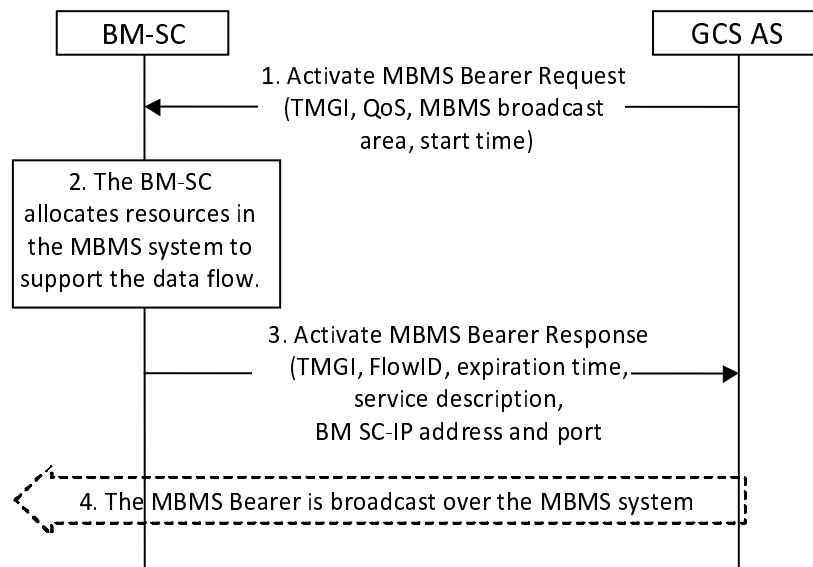 BM-SC
GCS AS
1. Activate MBMS Bearer Request
(TMGI, QoS, MBMS broadcast
area, start time)
2. The BM-SC
allocates resources in
the MBMS system to
support the data flow.
3. Activate MBMS Bearer Response
(TMGI, FlowID, expiration time,
service description,
BM SC-IP address and port
4. The MBMS Bearer is broadcast over the MBMS system